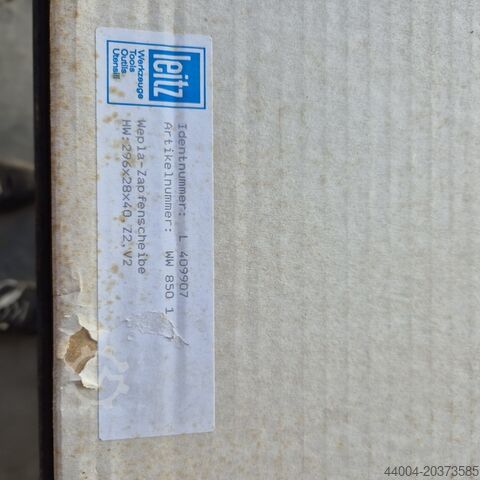 leitz
Werkzeuge
Tools
Outils
Utensili
Identnummer: L 409907
Artikelnummer: WW 850 1
Wepla-Zapfenscheibe
HW:296x28x40,Z2,V2
44004-20373585